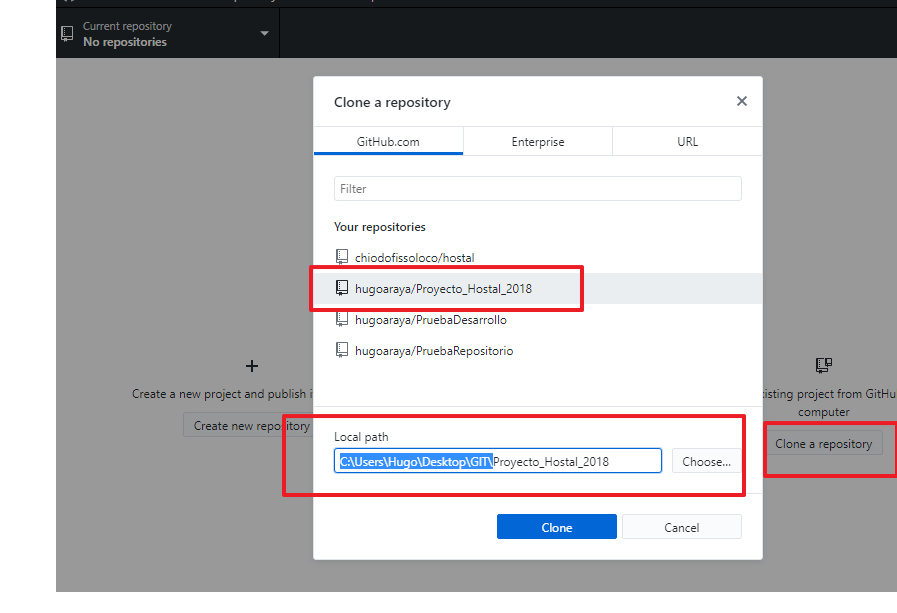 Current repository
No repositories
Clone a repository
GitHub.com
Enterprise
URL
Filter
Your repositories
chiodofissoloco/hostal
hugoaraya/Proyecto_Hostal_2018
hugoaraya/PruebaDesarrollo
hugoaraya/PruebaRepositorio
Create a new project and publish
Create new repository
project from GitHu
computer
Clone a repository
Local path
C:\Users\Hugo\Desktop\GIT\Proyecto_Hostal_2018
Choose...
Clone
Cancel